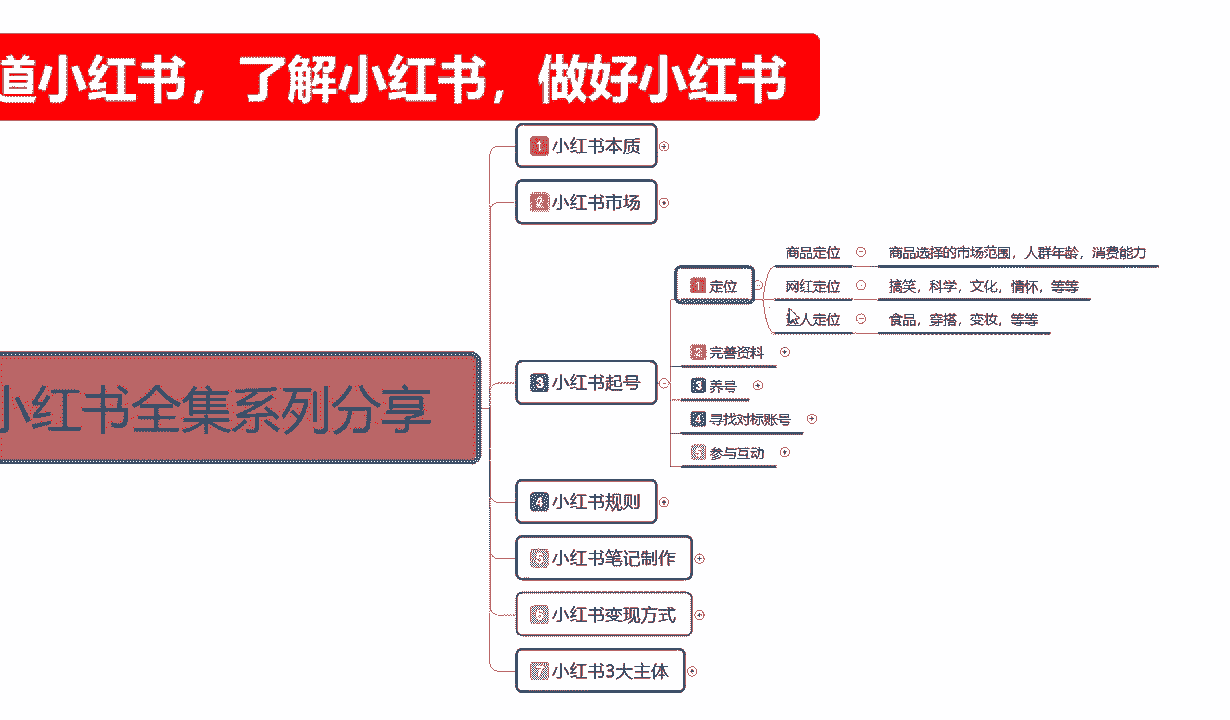 道小红书，了解小红书，做好小红书
小红书全集系列分享
1 小红书本质
2 小红书市场
3 小红书起号
1 定位
商品定位
商品选择的市场范围，人群年龄，消费能力
网红定位
搞笑，科学，文化，情怀，等等
人定位
食品，穿搭，变妆，等等
2 完善资料
3 养号
4 寻找对标账号
5 参与互动
4 小红书规则
5 小红书笔记制作
6 小红书变现方式
7 小红书3大主体